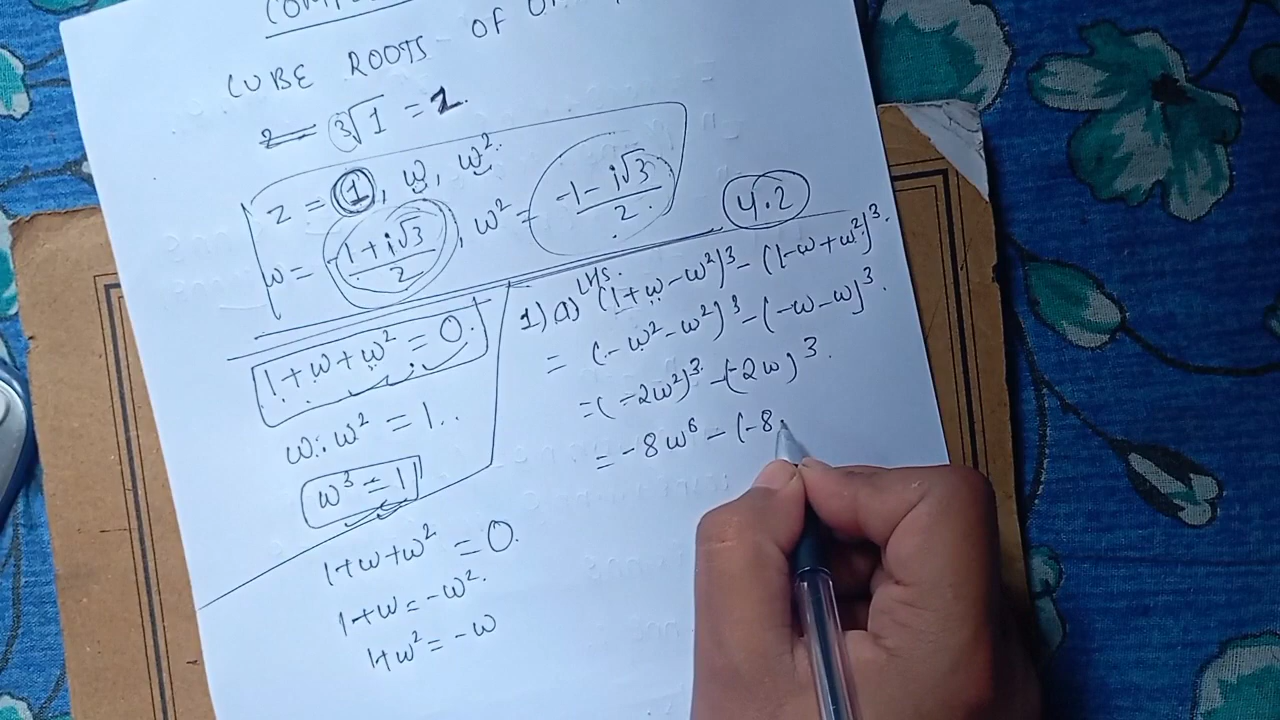 CUBE ROOTS OF
∛1 = z.
z = 1, ω, ω².
ω = -1+i√3/2, ω² = -1-i√3/2.
4.2
1+ω+ω² = 0.
ω·ω² = 1..
ω³ = 1
1+ω+ω² = 0.
1+ω = -ω².
1+ω² = -ω
1) a) LHS. (1+ω-ω²)³ - (1-ω+ω²)³.
= (-ω²-ω²)³ - (-ω-ω)³.
= (-2ω²)³ - (-2ω)³.
= -8ω⁶ - (-8